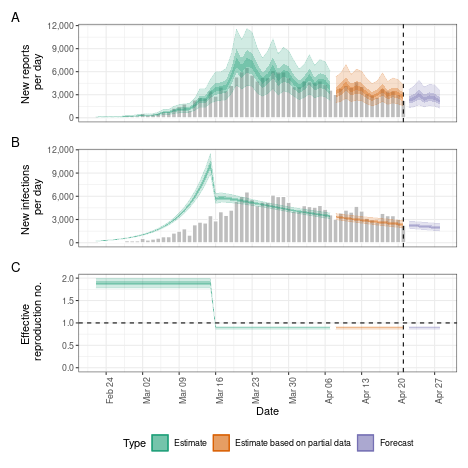 A
New reports
per day
12,000
9,000
6,000
3,000
0
B
New infections
per day
12,000
9,000
6,000
3,000
0
C
Effective
reproduction no.
2.0
1.5
1.0
0.5
0.0
Feb 24
Mar 02
Mar 09
Mar 16
Mar 23
Mar 30
Apr 06
Apr 13
Apr 20
Apr 27
Date
Type Estimate Estimate based on partial data Forecast